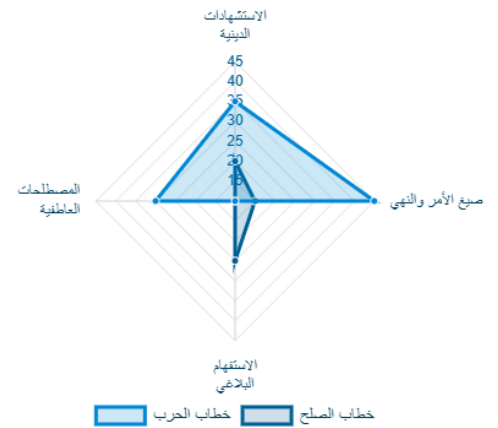 الاستشهادات
الدينية
45
40
35
30
25
20
15
المصطلحات
العاطفية
صيغ الأمر والنهي
الاستفهام
البلاغي
خطاب الصلح
خطاب الحرب